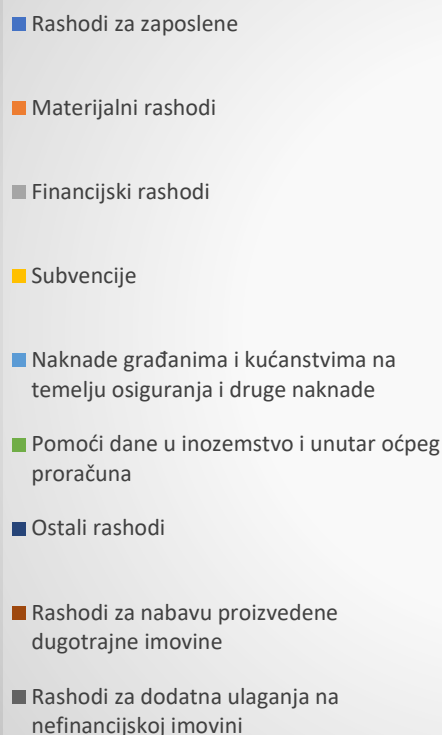 Rashodi za zaposlene
Materijalni rashodi
Financijski rashodi
Subvencije
Naknade građanima i kućanstvima na
temelju osiguranja i druge naknade
Pomoći dane u inozemstvo i unutar oćpeg
proračuna
Ostali rashodi
Rashodi za nabavu proizvedene
dugotrajne imovine
Rashodi za dodatna ulaganja na
nefinancijskoj imovini